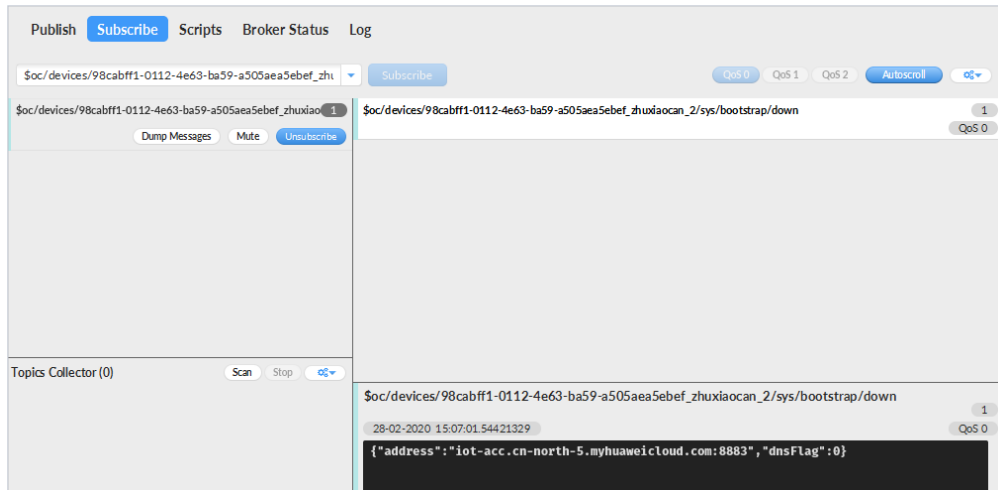 Publish Subscribe Scripts Broker Status Log
$oc/devices/98cabff1-0112-4e63-ba59-a505aea5ebef_zhu Subscribe QoS 0 QoS 1 QoS 2 Autoscroll
$oc/devices/98cabff1-0112-4e63-ba59-a505aea5ebef_zhuxiao 1
Dump Messages Mute Unsubscribe
$oc/devices/98cabff1-0112-4e63-ba59-a505aea5ebef_zhuxiaocan_2/sys/bootstrap/down 1
QoS 0
Topics Collector (0) Scan Stop
$oc/devices/98cabff1-0112-4e63-ba59-a505aea5ebef_zhuxiaocan_2/sys/bootstrap/down
1
28-02-2020 15:07:01.54421329 QoS 0
{"address":"iot-acc.cn-north-5.myhuaweicloud.com:8883","dnsFlag":0}